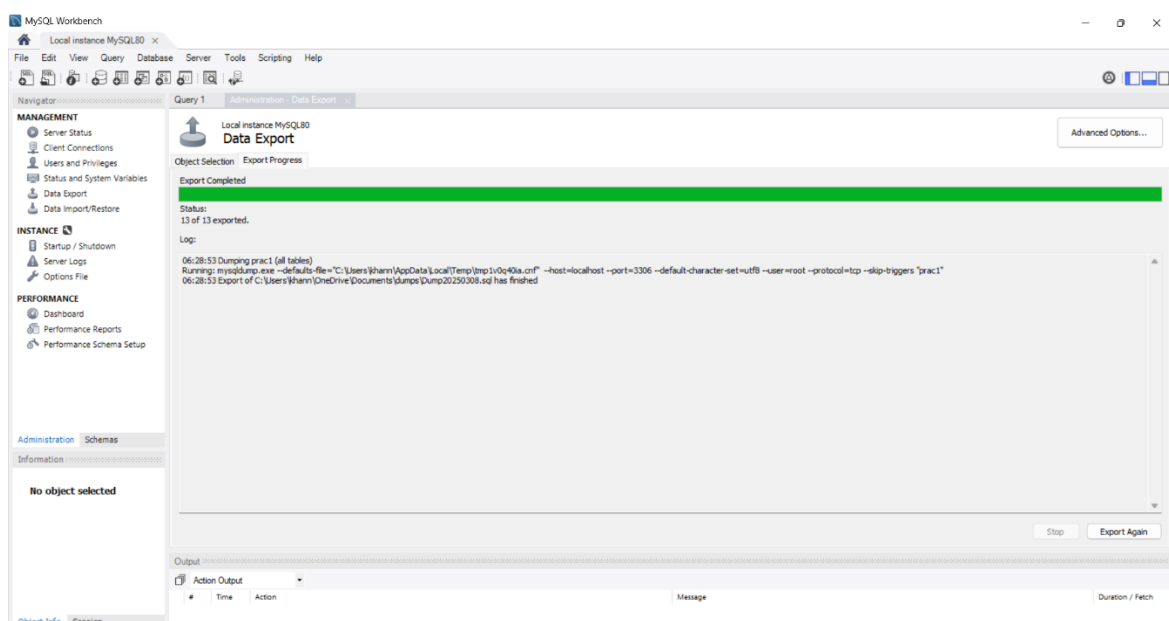 MySQL Workbench
Local instance MySQL80
File Edit View Query Database Server Tools Scripting Help
Navigator
MANAGEMENT
Server Status
Client Connections
Users and Privileges
Status and System Variables
Data Export
Data Import/Restore
INSTANCE
Startup / Shutdown
Server Logs
Options File
PERFORMANCE
Dashboard
Performance Reports
Performance Schema Setup
Administration Schemas
Information
No object selected
Query 1 Administration - Data Export
Local instance MySQL80
Data Export
Advanced Options...
Object Selection Export Progress
Export Completed
Status:
13 of 13 exported.
Log:
06:28:53 Dumping prac1 (all tables)
Running: mysqldump.exe --defaults-file="C:\Users\khann\AppData\Local\Temp\tmp1v0q40ia.cnf" --host=localhost --port=3306 --default-character-set=utf8 --user=root --protocol=tcp --skip-triggers "prac1"
06:28:53 Export of C:\Users\khann\OneDrive\Documents\dumps\Dump20250308.sql has finished
Stop Export Again
Output
Action Output
# Time Action Message Duration / Fetch